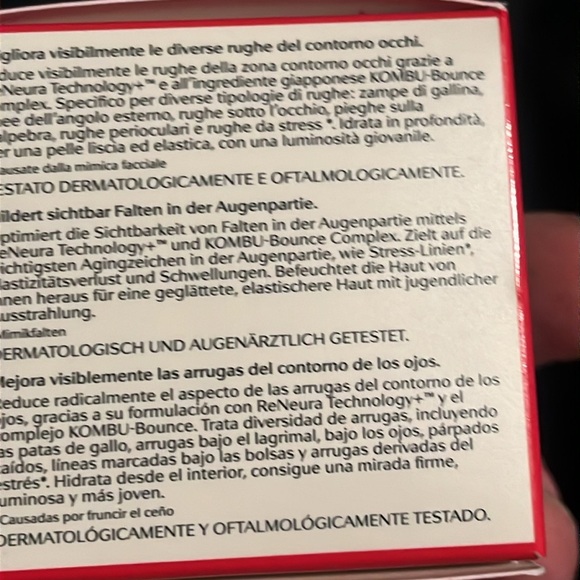 gliora visibilmente le diverse rughe del contorno occhi.
duce visibilmente le rughe della zona contorno occhi grazie a
eNeura Technology+™ e all'ingrediente giapponese KOMBU-Bounce
mplex. Specifico per diverse tipologie di rughe: zampe di gallina,
ee dell'angolo esterno, rughe sotto l'occhio, pieghe sulla
alpebra, rughe perioculari e rughe da stress *. Idrata in profondità,
er una pelle liscia ed elastica, con una luminosità giovanile.
ausate dalla mimica facciale
ESTATO DERMATOLOGICAMENTE E OFTALMOLOGICAMENTE.
ildert sichtbar Falten in der Augenpartie.
ptimiert die Sichtbarkeit von Falten in der Augenpartie mittels
eNeura Technology+™ und KOMBU-Bounce Complex. Zielt auf die
ichtigsten Agingzeichen in der Augenpartie, wie Stress-Linien*,
lastizitätsverlust und Schwellungen. Befeuchtet die Haut von
nnen heraus für eine geglättete, elastischere Haut mit jugendlicher
usstrahlung.
Mimikfalten
DERMATOLOGISCH UND AUGENÄRZTLICH GETESTET.
Mejora visiblemente las arrugas del contorno de los ojos.
educe radicalmente el aspecto de las arrugas del contorno de los
jos, gracias a su formulación con ReNeura Technology+™ y el
omplejo KOMBU-Bounce. Trata diversidad de arrugas, incluyendo
as patas de gallo, arrugas bajo el lagrimal, bajo los ojos, párpados
aídos, líneas marcadas bajo las bolsas y arrugas derivadas del
estrés*. Hidrata desde el interior, consigue una mirada firme,
uminosa y más joven.
Causadas por fruncir el ceño
DERMATOLÓGICAMENTE Y OFTALMOLÓGICAMENTE TESTADO.